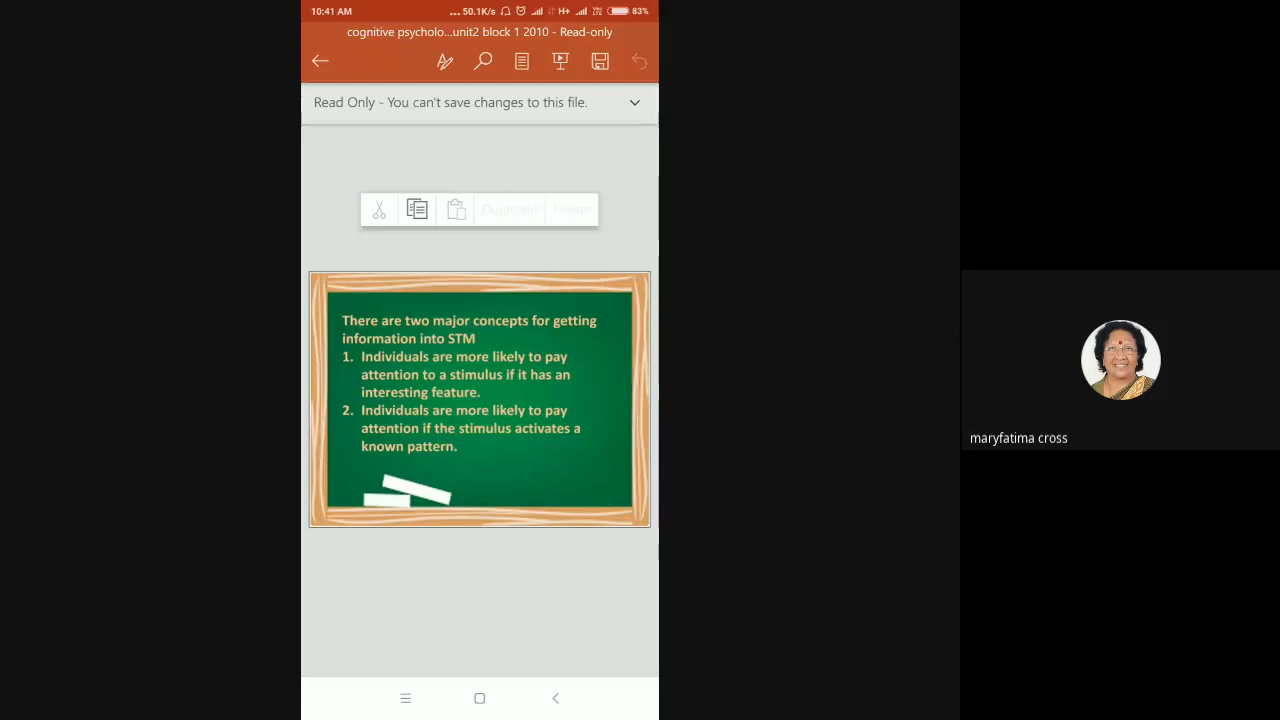 10:41 AM
... 50.1K/s H+ VoLTE 83%
cognitive psycholo...unit2 block 1 2010 - Read-only
Read Only - You can't save changes to this file.
Duplicate Delete
There are two major concepts for getting
information into STM
1. Individuals are more likely to pay
attention to a stimulus if it has an
interesting feature.
2. Individuals are more likely to pay
attention if the stimulus activates a
known pattern.
maryfatima cross